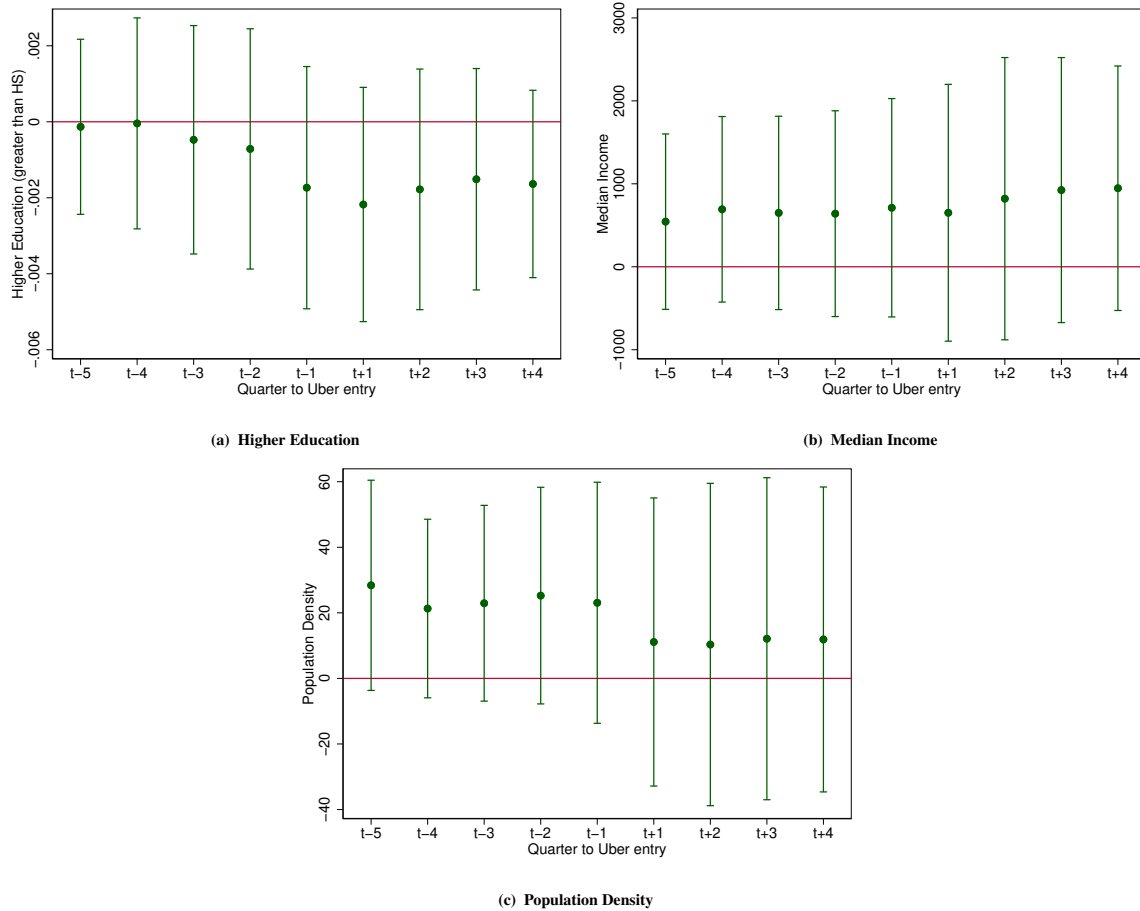 Higher Education (greater than HS)
.002
0
-.002
-.004
-.006
t-5 t-4 t-3 t-2 t-1 t+1 t+2 t+3 t+4
Quarter to Uber entry
(a) Higher Education
Median Income
3000
2000
1000
0
-1000
t-5 t-4 t-3 t-2 t-1 t+1 t+2 t+3 t+4
Quarter to Uber entry
(b) Median Income
Population Density
60
40
20
0
-20
-40
t-5 t-4 t-3 t-2 t-1 t+1 t+2 t+3 t+4
Quarter to Uber entry
(c) Population Density